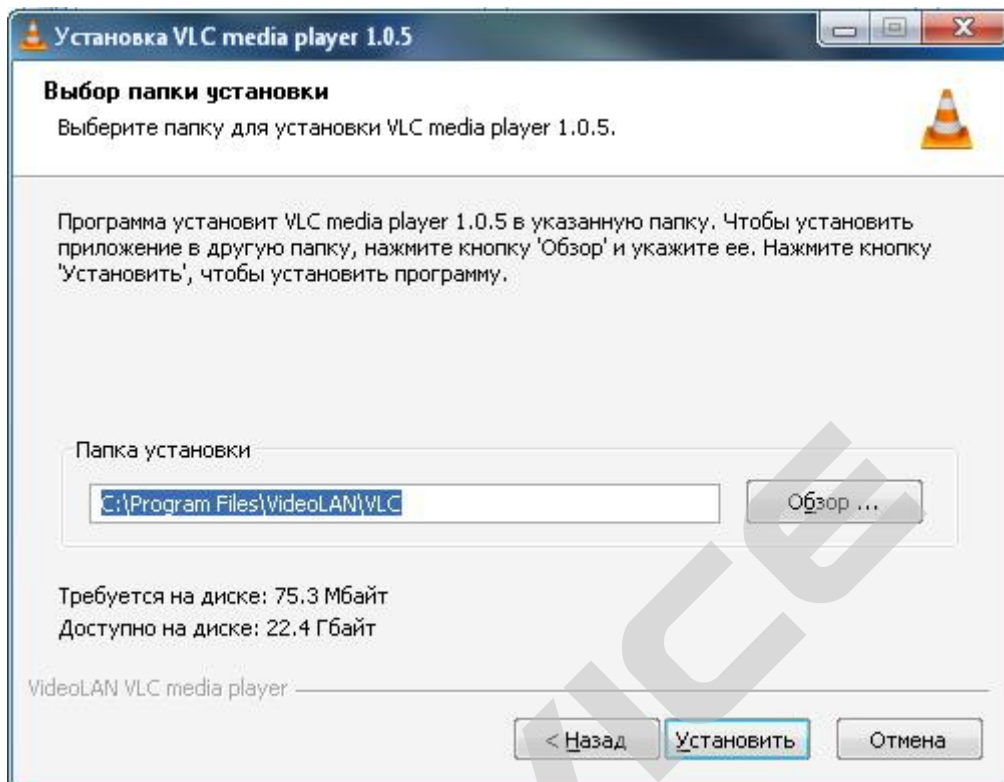 Установка VLC media player 1.0.5
Выбор папки установки
Выберите папку для установки VLC media player 1.0.5.
Программа установит VLC media player 1.0.5 в указанную папку. Чтобы установить
приложение в другую папку, нажмите кнопку 'Обзор' и укажите ее. Нажмите кнопку
'Установить', чтобы установить программу.
Папка установки
C:\Program Files\VideoLAN\VLC
Обзор ...
Требуется на диске: 75.3 Мбайт
Доступно на диске: 22.4 Гбайт
VideoLAN VLC media player
< Назад
Установить
Отмена